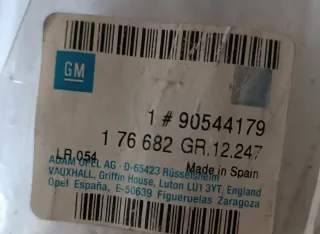 GM
1 # 90544179
1 76 682 GR.12.247
LR 054
Made in Spain
ADAM OPEL AG · D-65423 Rüsselsheim
VAUXHALL, Griffin House, Luton LU1 3YT, England
Opel España, E-50639 Figueruelas Zaragoza